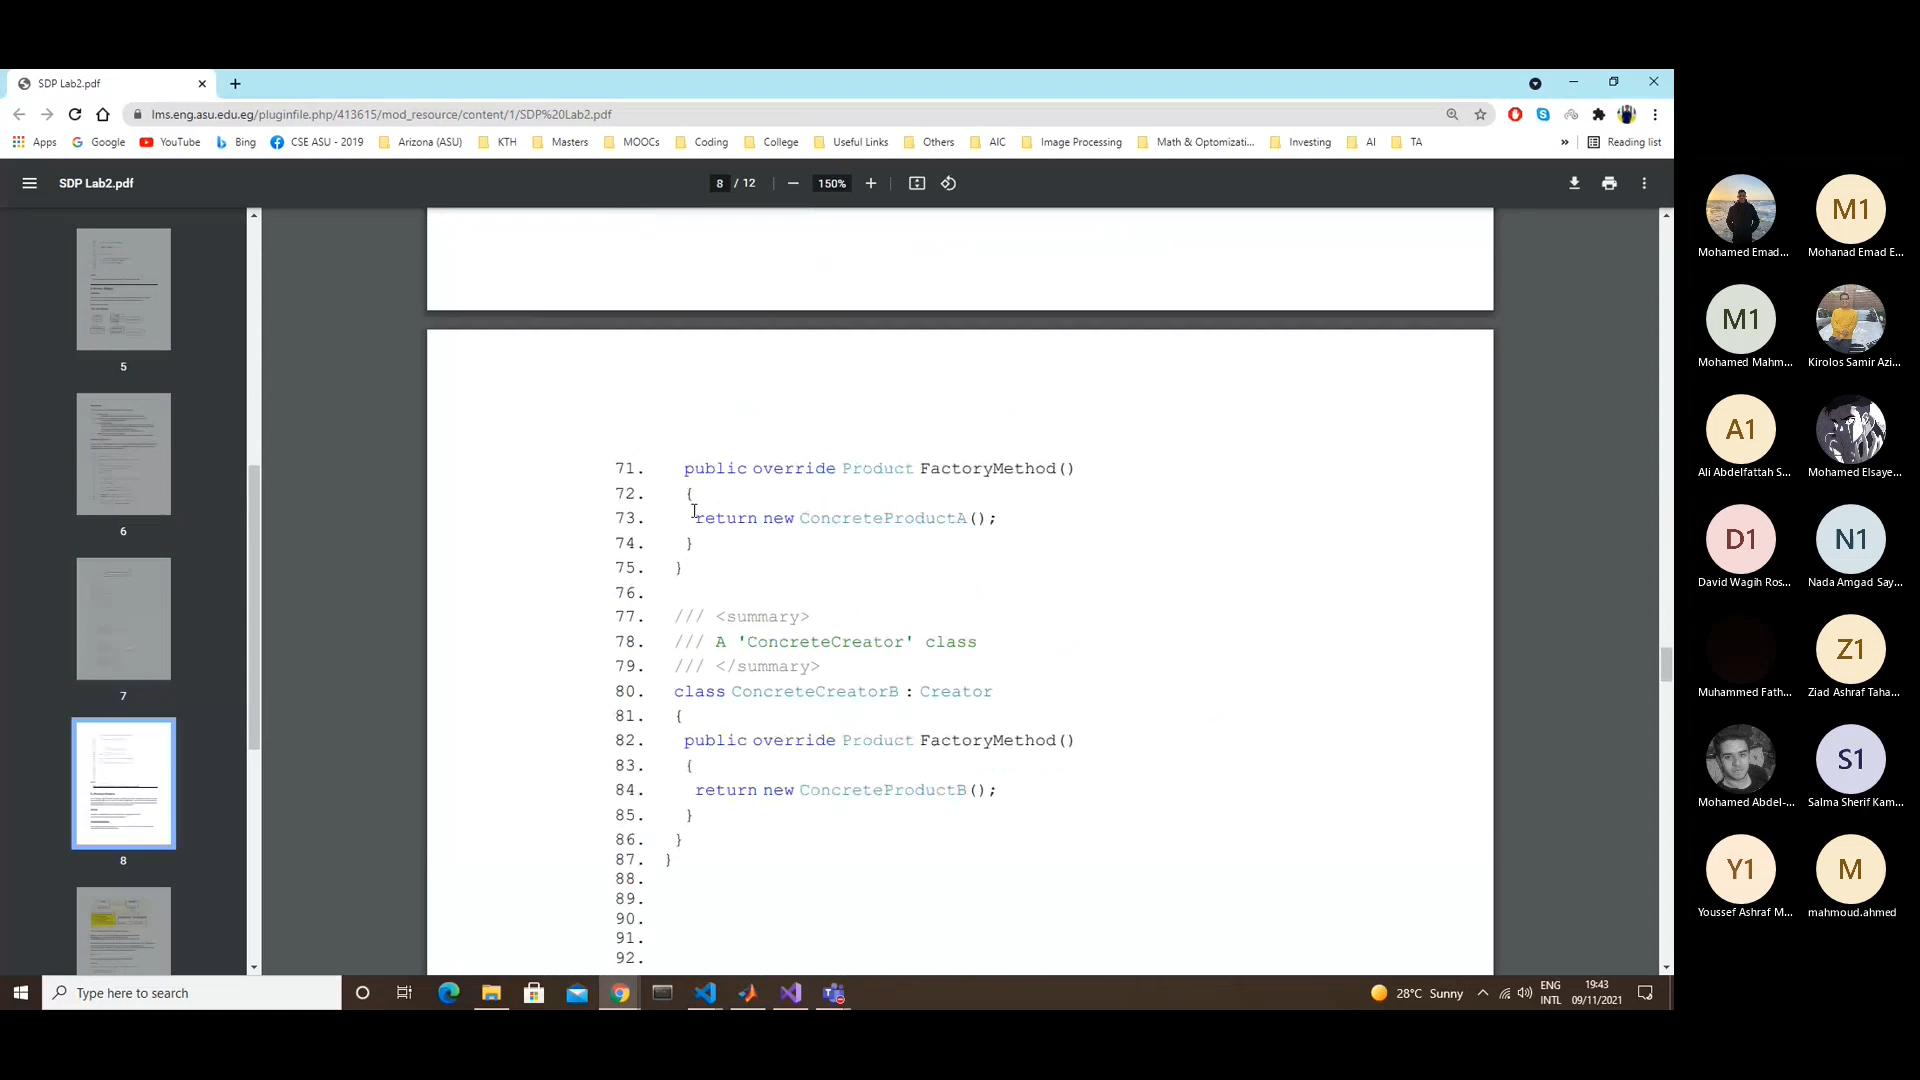 SDP Lab2.pdf
lms.eng.asu.edu.eg/pluginfile.php/413615/mod_resource/content/1/SDP%20Lab2.pdf
Apps Google YouTube Bing CSE ASU - 2019 Arizona (ASU) KTH Masters MOOCs Coding College Useful Links Others AIC Image Processing Math & Optomizati... Investing AI TA » Reading list
SDP Lab2.pdf 8 / 12 150%
5
6
7
8
71. public override Product FactoryMethod()
72. {
73. return new ConcreteProductA();
74. }
75. }
76.
77. /// <summary>
78. /// A 'ConcreteCreator' class
79. /// </summary>
80. class ConcreteCreatorB : Creator
81. {
82. public override Product FactoryMethod()
83. {
84. return new ConcreteProductB();
85. }
86. }
87. }
88.
89.
90.
91.
92.
M1
Mohamed Emad... Mohanad Emad E...
M1
Mohamed Mahm... Kirolos Samir Azi...
A1
Ali Abdelfattah S... Mohamed Elsaye...
D1 N1
David Wagih Ros... Nada Amgad Say...
Z1
Muhammed Fath... Ziad Ashraf Taha...
S1
Mohamed Abdel-... Salma Sherif Kam...
Y1 M
Youssef Ashraf M... mahmoud.ahmed
Type here to search
28°C Sunny
ENG
INTL
19:43
09/11/2021